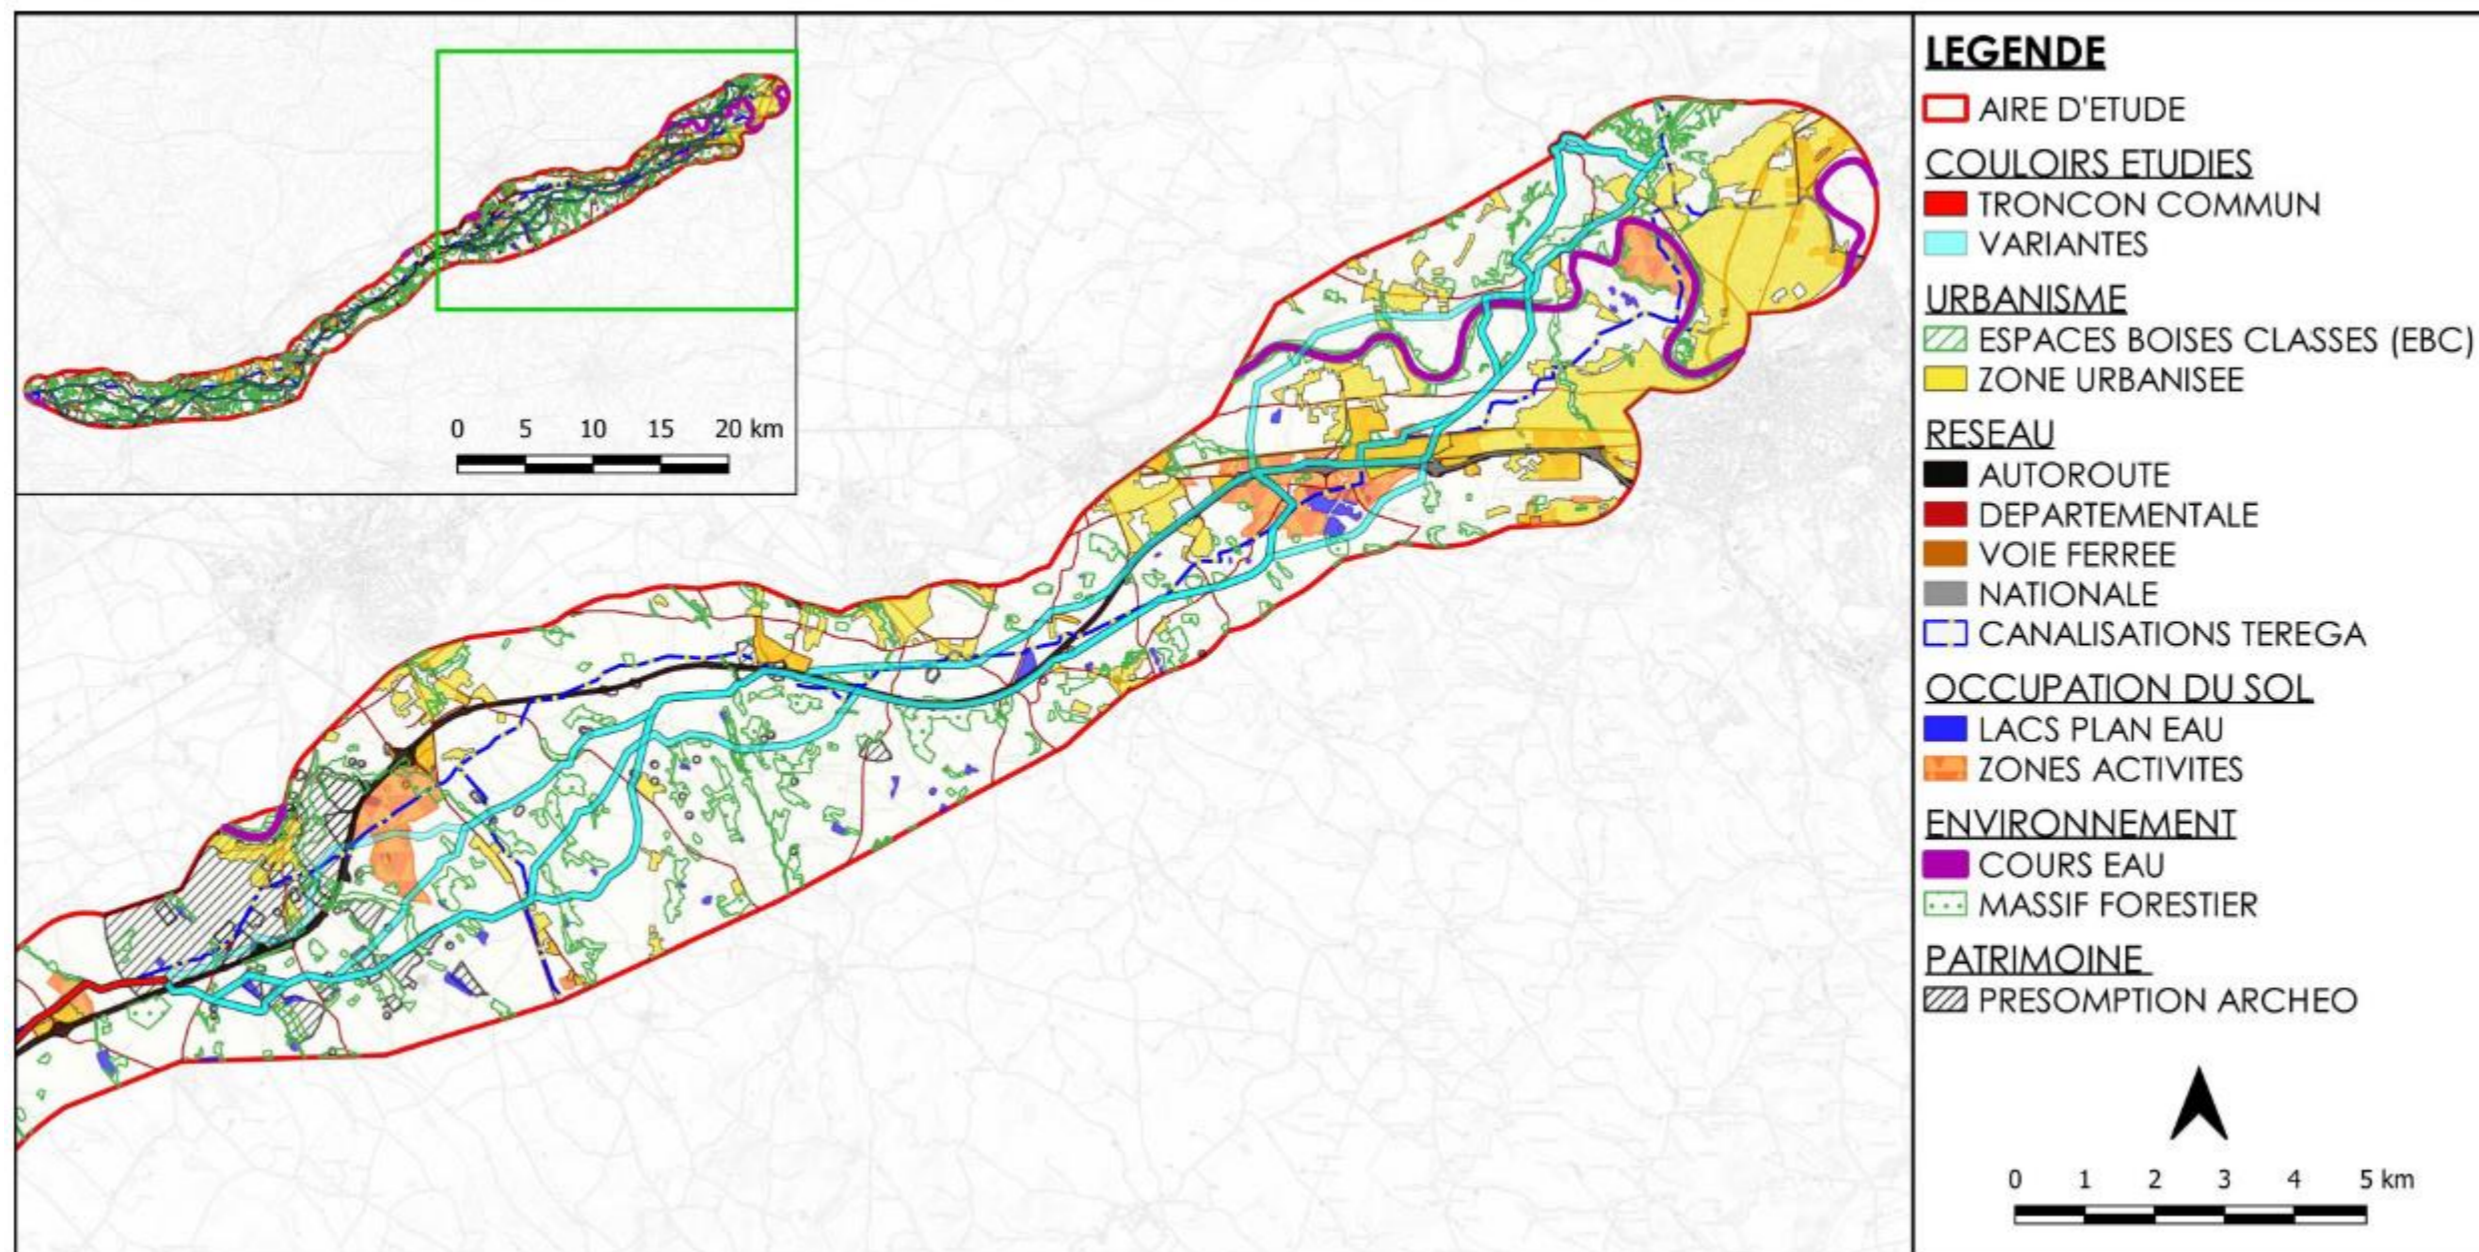 0 5 10 15 20 km
LEGENDE
AIRE D'ETUDE
COULOIRS ETUDIES
TRONCON COMMUN
VARIANTES
URBANISME
ESPACES BOISES CLASSES (EBC)
ZONE URBANISEE
RESEAU
AUTOROUTE
DEPARTEMENTALE
VOIE FERREE
NATIONALE
CANALISATIONS TEREGA
OCCUPATION DU SOL
LACS PLAN EAU
ZONES ACTIVITES
ENVIRONNEMENT
COURS EAU
MASSIF FORESTIER
PATRIMOINE
PRESOMPTION ARCHEO
0 1 2 3 4 5 km